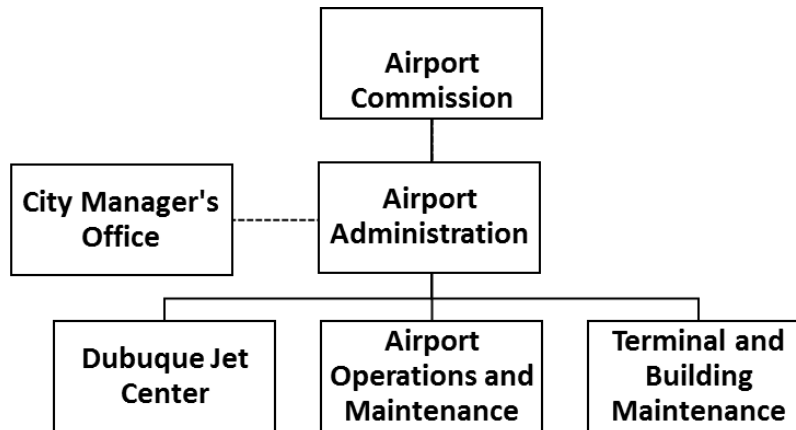 Airport
Commission
City Manager's
Office
Airport
Administration
Dubuque Jet
Center
Airport
Operations and
Maintenance
Terminal and
Building
Maintenance